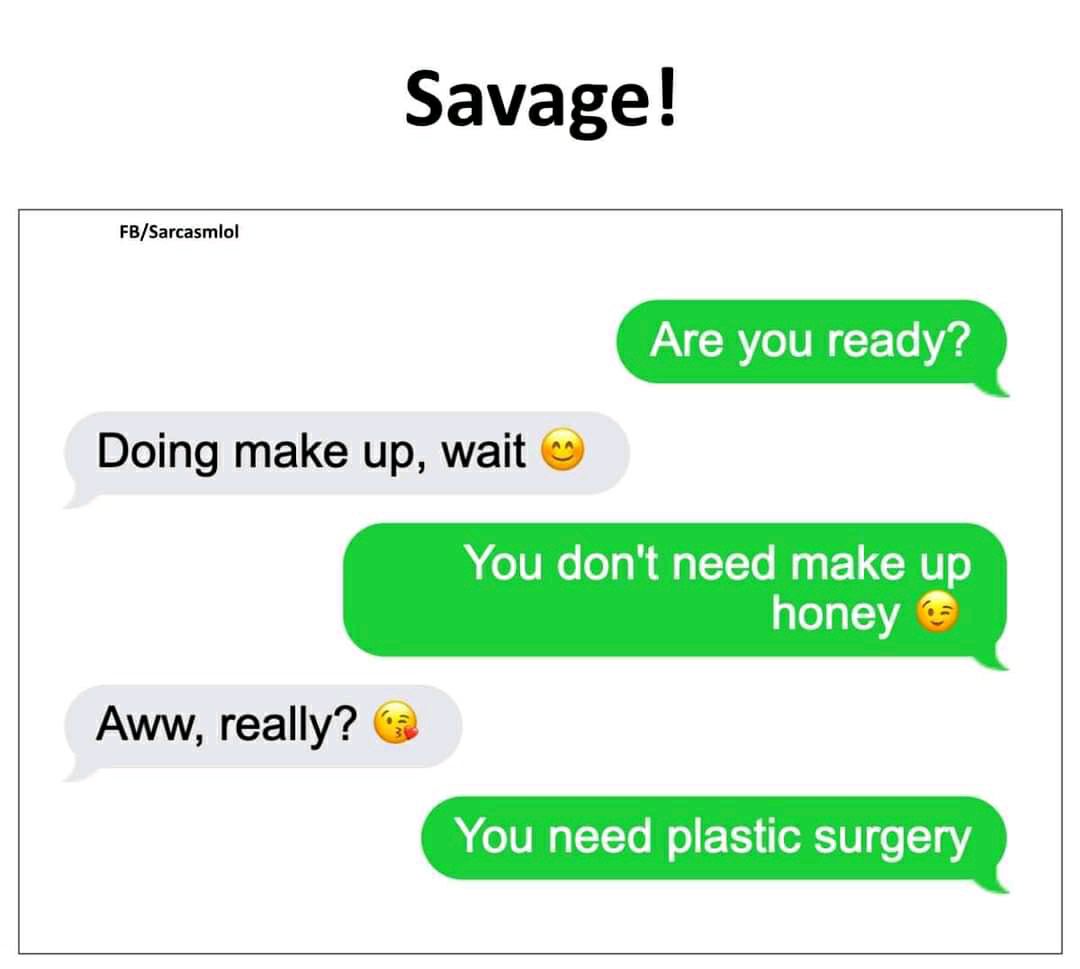 Savage!
FB/Sarcasmlol
Are you ready?
Doing make up, wait 😊
You don't need make up
honey 😉
Aww, really? 😘
You need plastic surgery